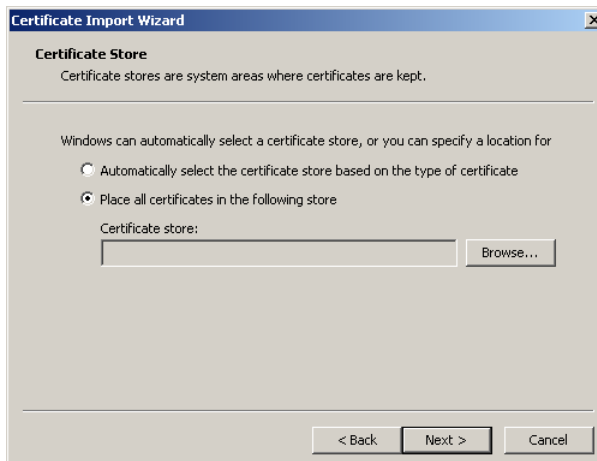 Certificate Import Wizard
Certificate Store
Certificate stores are system areas where certificates are kept.
Windows can automatically select a certificate store, or you can specify a location for
Automatically select the certificate store based on the type of certificate
Place all certificates in the following store
Certificate store:
Browse...
< Back Next > Cancel